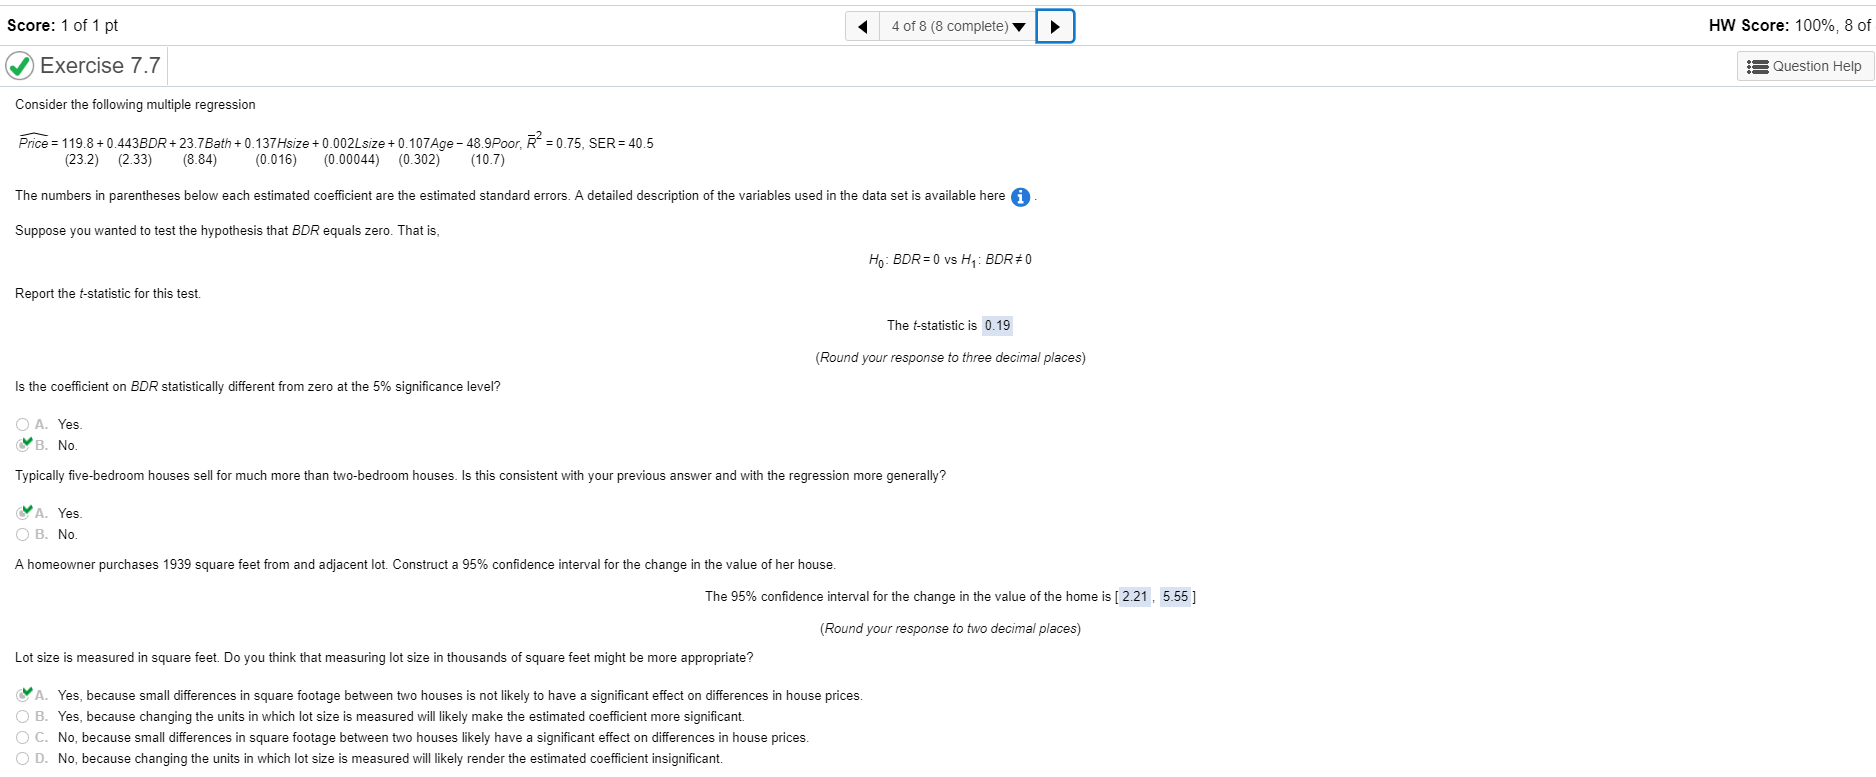 Score: 1 of 1 pt
4 of 8 (8 complete)
HW Score: 100%, 8 of
Exercise 7.7
Question Help
Consider the following multiple regression
Price = 119.8 + 0.443BDR + 23.7Bath + 0.137Hsize + 0.002Lsize + 0.107Age − 48.9Poor, R̅² = 0.75, SER = 40.5
(23.2) (2.33) (8.84) (0.016) (0.00044) (0.302) (10.7)
The numbers in parentheses below each estimated coefficient are the estimated standard errors. A detailed description of the variables used in the data set is available here i .
Suppose you wanted to test the hypothesis that BDR equals zero. That is,
H₀: BDR = 0 vs H₁: BDR ≠ 0
Report the t-statistic for this test.
The t-statistic is 0.19
(Round your response to three decimal places)
Is the coefficient on BDR statistically different from zero at the 5% significance level?
A. Yes.
B. No.
Typically five-bedroom houses sell for much more than two-bedroom houses. Is this consistent with your previous answer and with the regression more generally?
A. Yes.
B. No.
A homeowner purchases 1939 square feet from and adjacent lot. Construct a 95% confidence interval for the change in the value of her house.
The 95% confidence interval for the change in the value of the home is [ 2.21 , 5.55 ]
(Round your response to two decimal places)
Lot size is measured in square feet. Do you think that measuring lot size in thousands of square feet might be more appropriate?
A. Yes, because small differences in square footage between two houses is not likely to have a significant effect on differences in house prices.
B. Yes, because changing the units in which lot size is measured will likely make the estimated coefficient more significant.
C. No, because small differences in square footage between two houses likely have a significant effect on differences in house prices.
D. No, because changing the units in which lot size is measured will likely render the estimated coefficient insignificant.